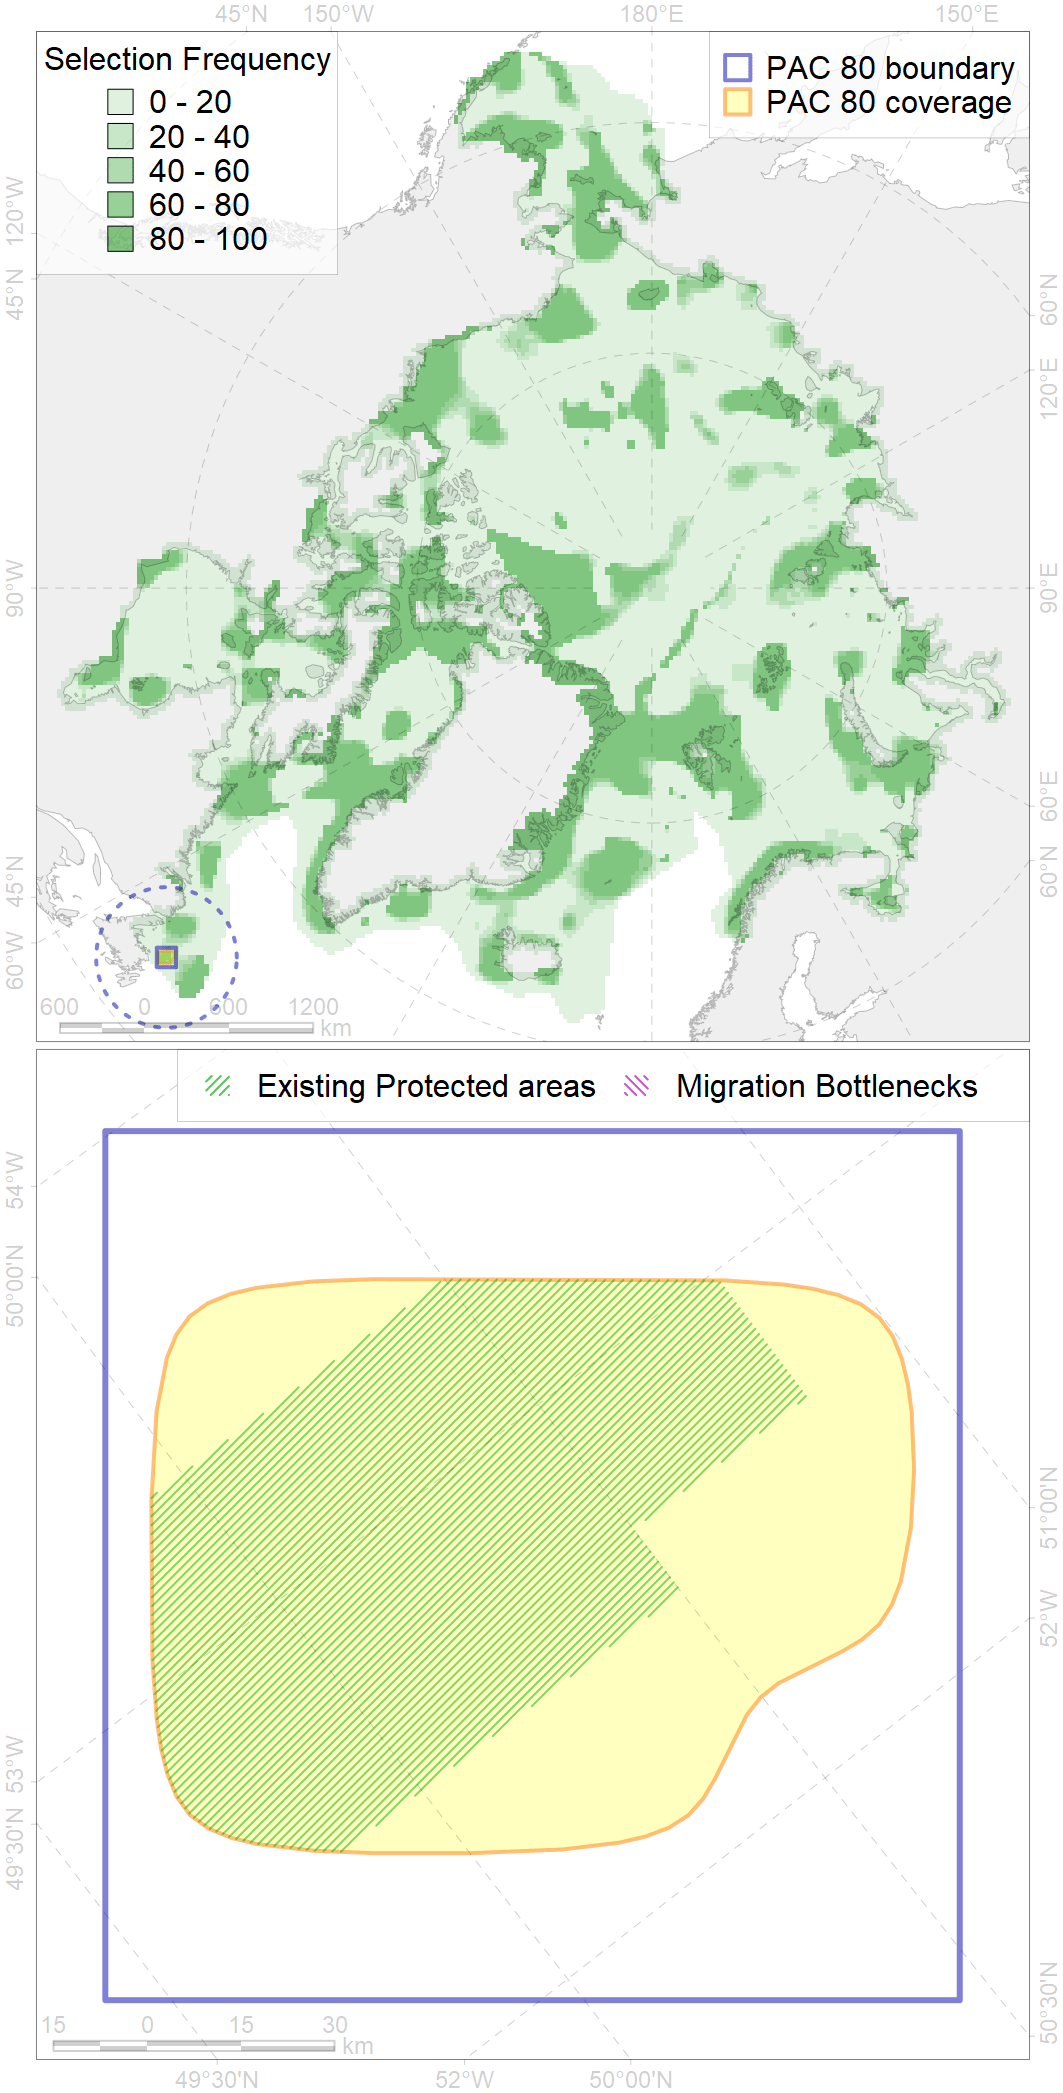 45°N 150°W 180°E 150°E
Selection Frequency
0 - 20
20 - 40
40 - 60
60 - 80
80 - 100
PAC 80 boundary
PAC 80 coverage
120°W
45°N
90°W
45°N
60°W
60°N
120°E
90°E
60°E
60°N
600 0 600 1200
km
Existing Protected areas Migration Bottlenecks
54°W
50°00'N
53°W
49°30'N
51°00'N
52°W
50°30'N
15 0 15 30
km
49°30'N 52°W 50°00'N